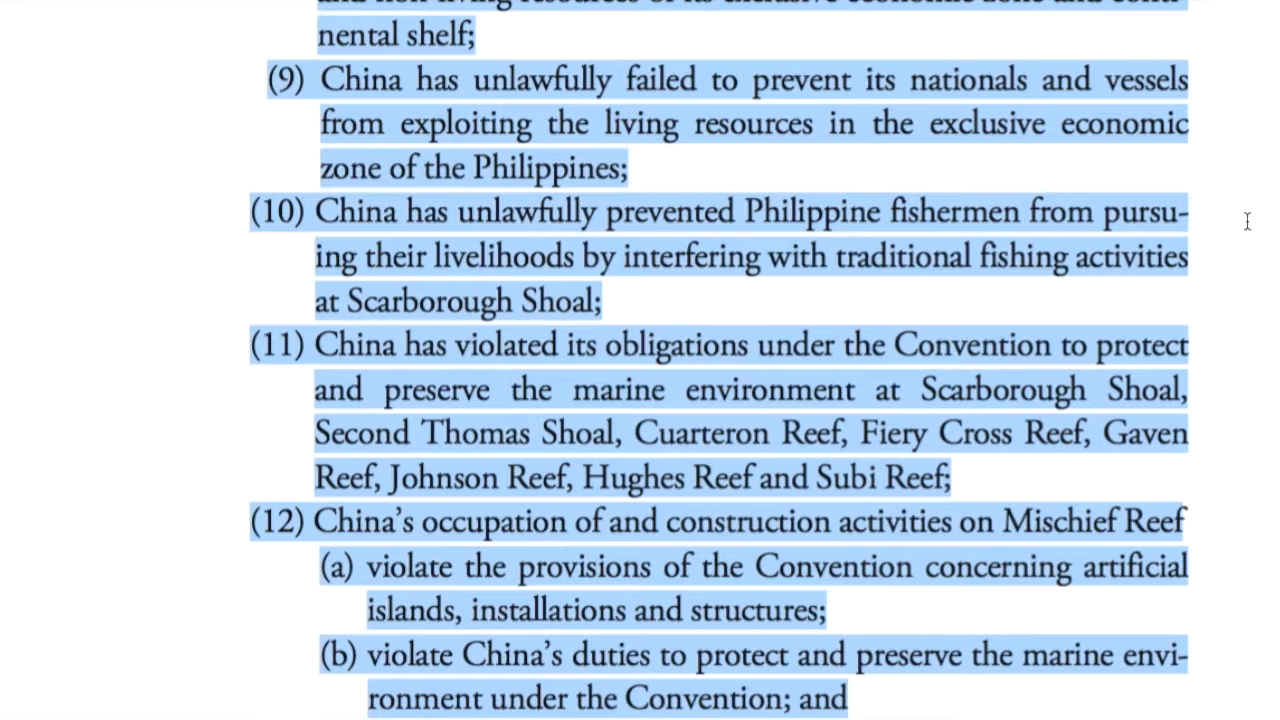 nental shelf;
(9) China has unlawfully failed to prevent its nationals and vessels
from exploiting the living resources in the exclusive economic
zone of the Philippines;
(10) China has unlawfully prevented Philippine fishermen from pursu-
ing their livelihoods by interfering with traditional fishing activities
at Scarborough Shoal;
(11) China has violated its obligations under the Convention to protect
and preserve the marine environment at Scarborough Shoal,
Second Thomas Shoal, Cuarteron Reef, Fiery Cross Reef, Gaven
Reef, Johnson Reef, Hughes Reef and Subi Reef;
(12) China’s occupation of and construction activities on Mischief Reef
(a) violate the provisions of the Convention concerning artificial
islands, installations and structures;
(b) violate China’s duties to protect and preserve the marine envi-
ronment under the Convention; and